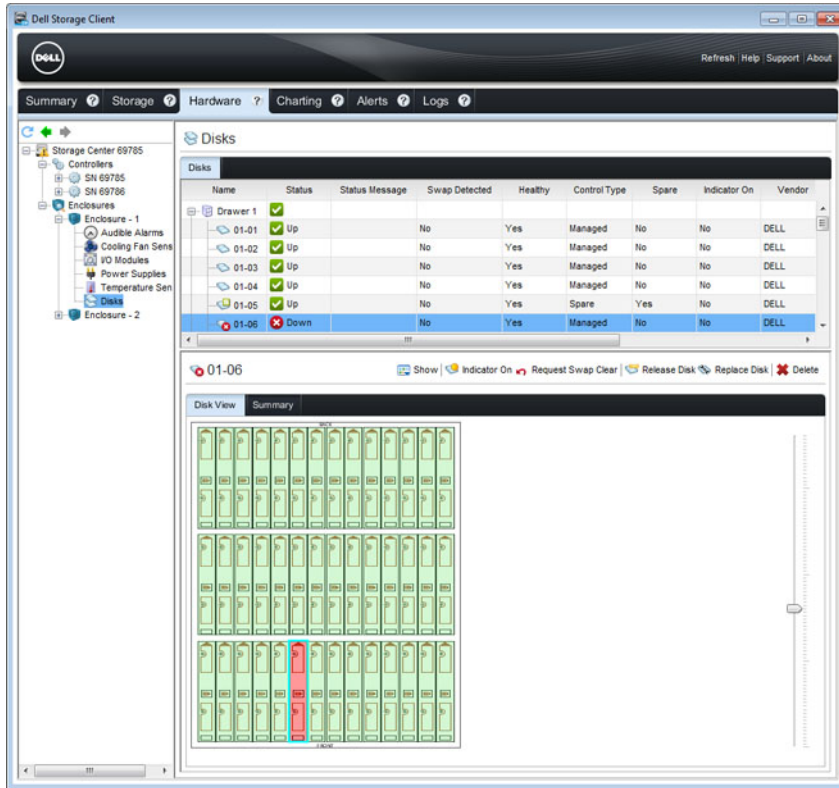 Dell Storage Client
DELL
Refresh | Help | Support | About
Summary ? Storage ? Hardware ? Charting ? Alerts ? Logs ?
Storage Center 69785
Controllers
SN 69785
SN 69786
Enclosures
Enclosure - 1
Audible Alarms
Cooling Fan Sens
I/O Modules
Power Supplies
Temperature Sen
Disks
Enclosure - 2
Disks
Disks
Name Status Status Message Swap Detected Healthy Control Type Spare Indicator On Vendor
Drawer 1
01-01 Up No Yes Managed No No DELL
01-02 Up No Yes Managed No No DELL
01-03 Up No Yes Managed No No DELL
01-04 Up No Yes Managed No No DELL
01-05 Up No Yes Spare Yes No DELL
01-06 Down No Yes Managed No No DELL
01-06
Show | Indicator On Request Swap Clear | Release Disk Replace Disk | Delete
Disk View Summary
BACK
FRONT